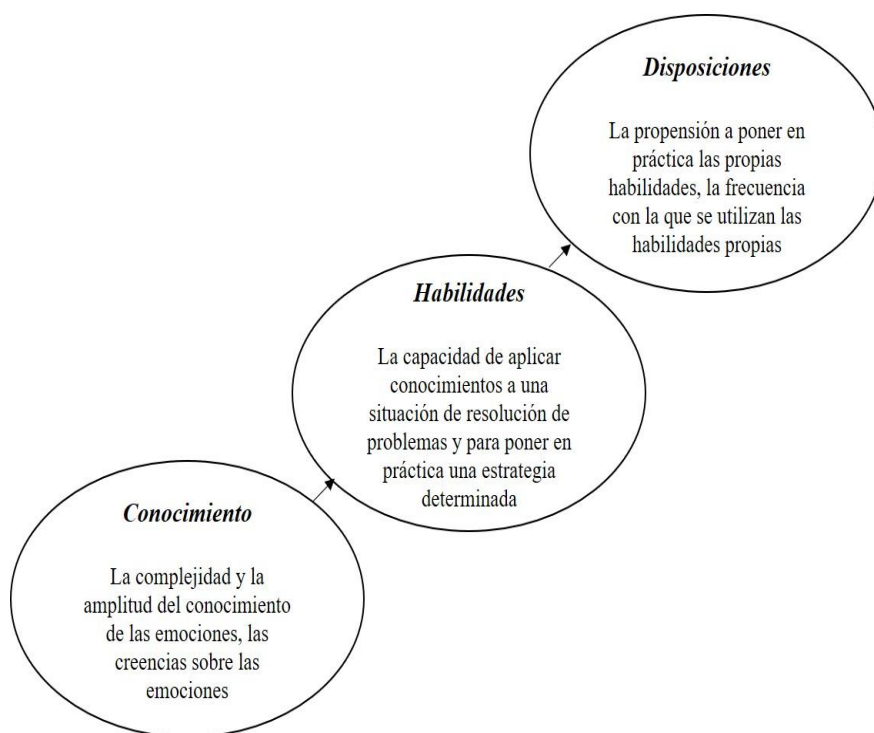 Disposiciones
La propensión a poner en
práctica las propias
habilidades, la frecuencia
con la que se utilizan las
habilidades propias
Habilidades
La capacidad de aplicar
conocimientos a una
situación de resolución de
problemas y para poner en
práctica una estrategia
determinada
Conocimiento
La complejidad y la
amplitud del conocimiento
de las emociones, las
creencias sobre las
emociones